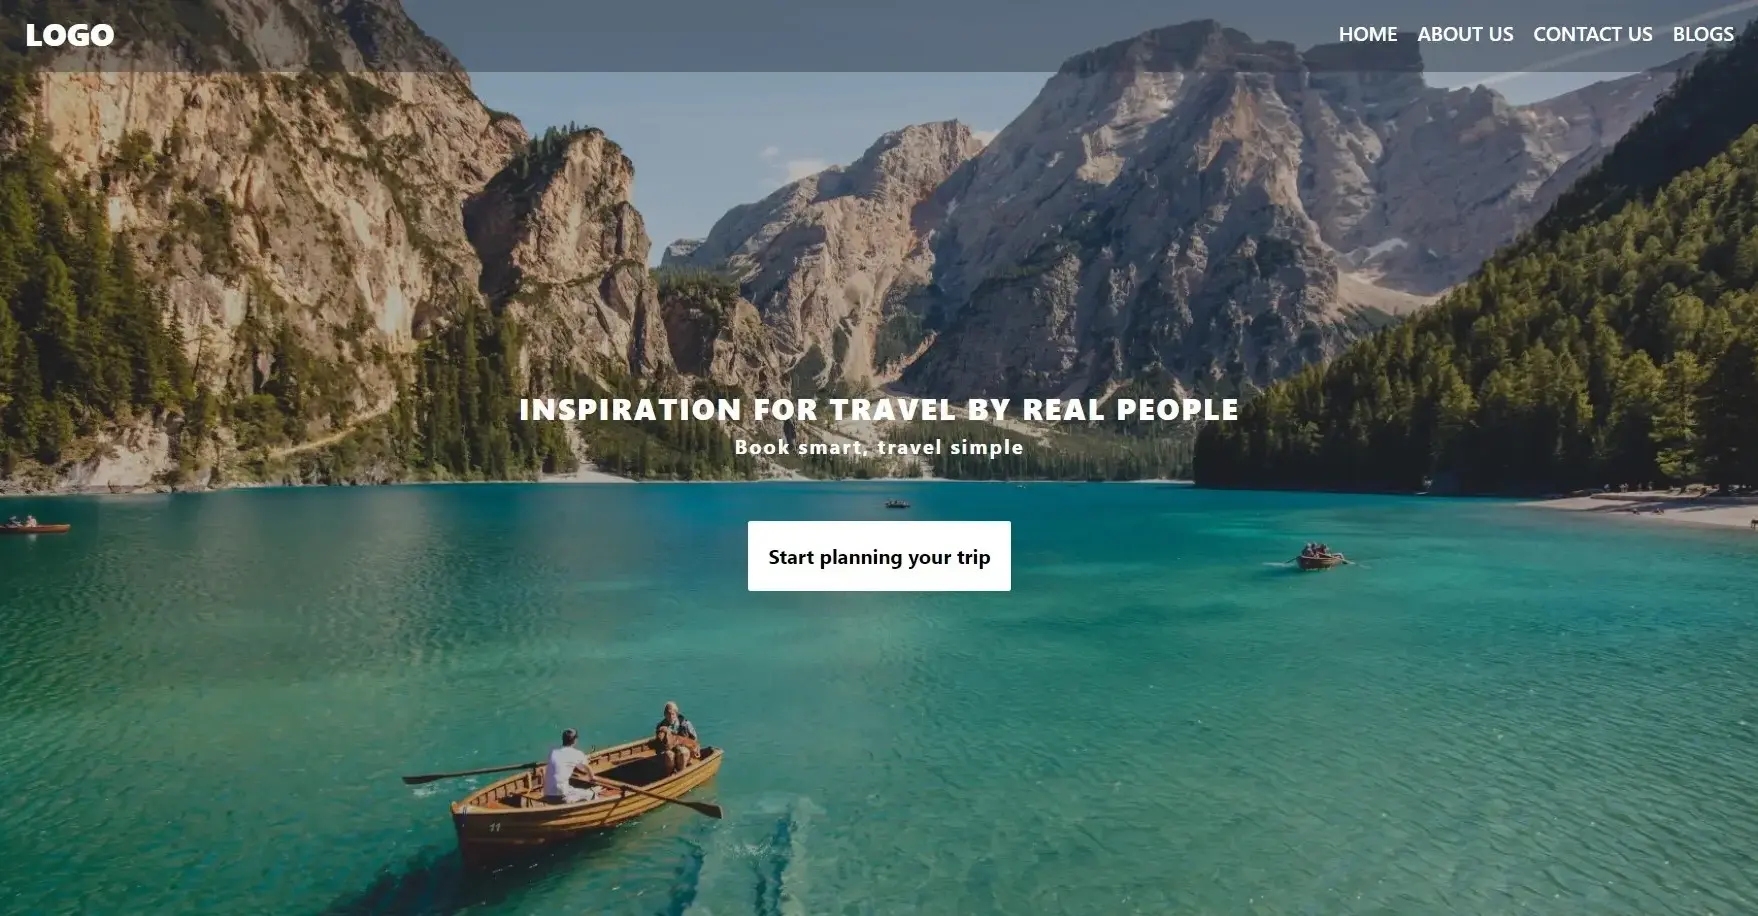 LOGO
HOME ABOUT US CONTACT US BLOGS
INSPIRATION FOR TRAVEL BY REAL PEOPLE
Book smart, travel simple
Start planning your trip
11